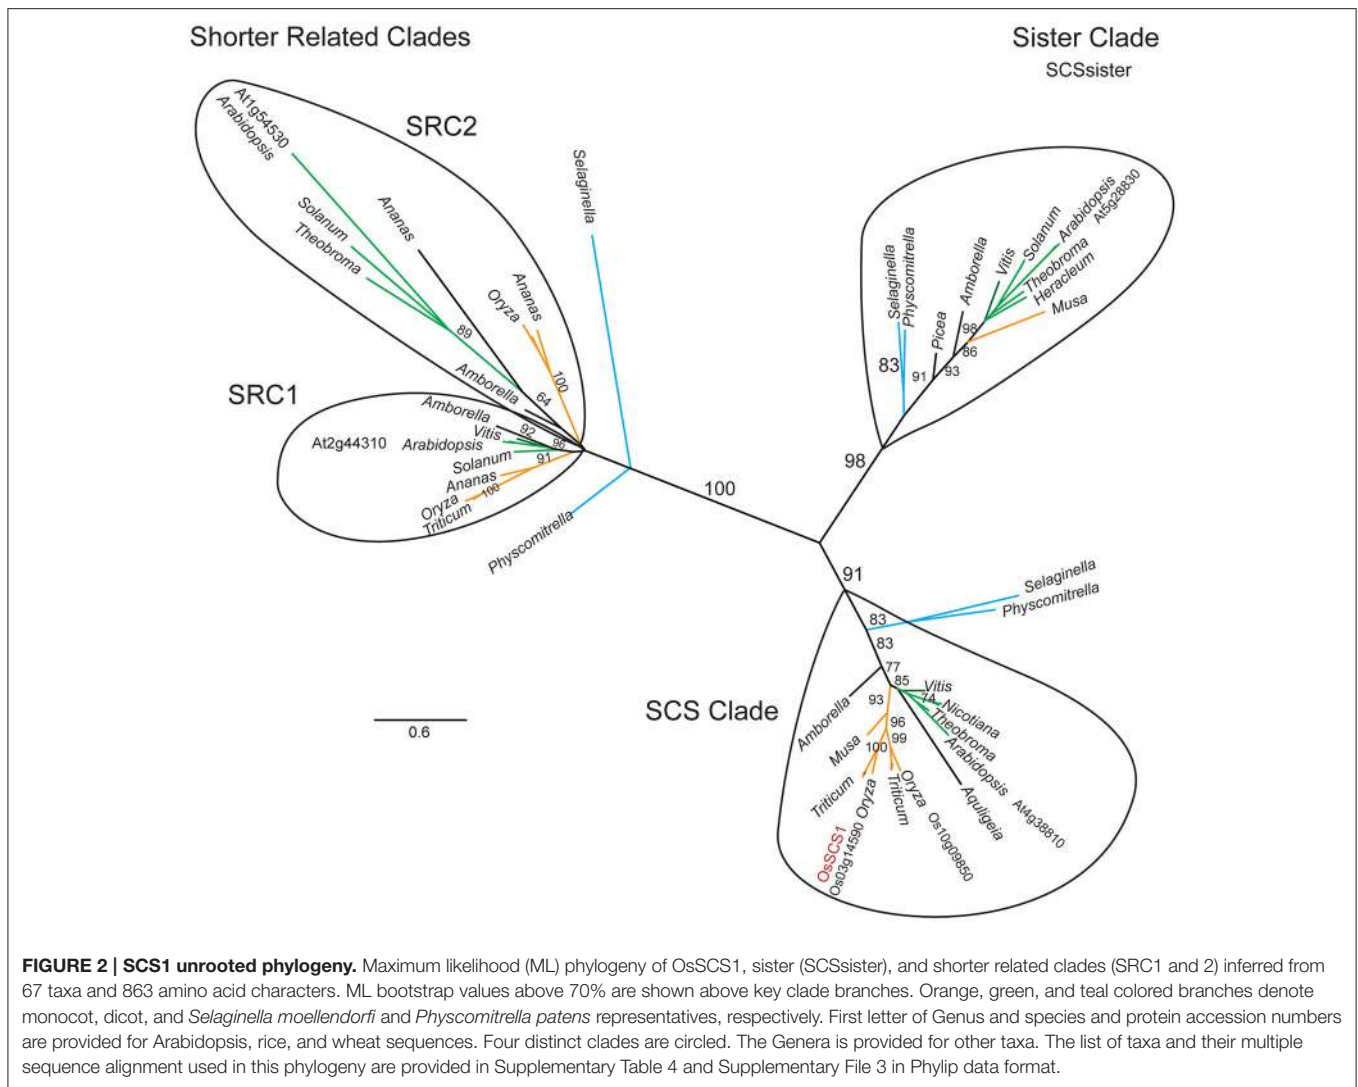 Shorter Related Clades
Sister Clade
SCSsister
SRC2
At1g54530
Arabidopsis
Solanum
Theobroma
Ananas
89
Ananas
Oryza
100
64
Amborella
Selaginella
SRC1
Amborella
92
Vitis
96
At2g44310 Arabidopsis
Solanum
91
Ananas
100
Oryza
Triticum
Physcomitrella
100
98
Selaginella
Physcomitrella
83
Picea
91
Amborella
93
Vitis
Solanum
Arabidopsis
At5g28830
Theobroma
Heracleum
Musa
98
86
91
Selaginella
Physcomitrella
83
83
77
85
Vitis
74
Nicotiana
Theobroma
Arabidopsis At4g38810
Aquligeia
SCS Clade
Amborella
93
Musa
96
99
100
Triticum
Oryza
OsSCS1
Os03g14590
Triticum
Oryza Os10g09850
0.6
FIGURE 2 | SCS1 unrooted phylogeny. Maximum likelihood (ML) phylogeny of OsSCS1, sister (SCSsister), and shorter related clades (SRC1 and 2) inferred from
67 taxa and 863 amino acid characters. ML bootstrap values above 70% are shown above key clade branches. Orange, green, and teal colored branches denote
monocot, dicot, and Selaginella moellendorfi and Physcomitrella patens representatives, respectively. First letter of Genus and species and protein accession numbers
are provided for Arabidopsis, rice, and wheat sequences. Four distinct clades are circled. The Genera is provided for other taxa. The list of taxa and their multiple
sequence alignment used in this phylogeny are provided in Supplementary Table 4 and Supplementary File 3 in Phylip data format.